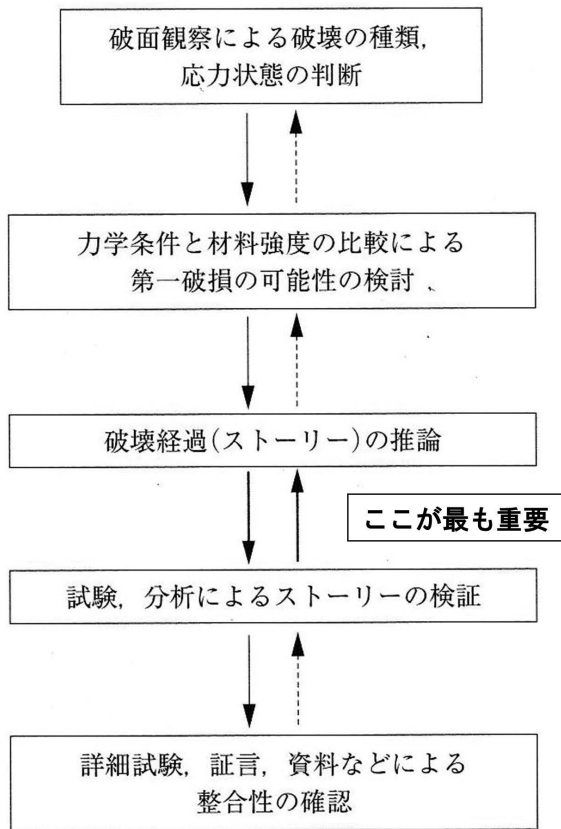 破面観察による破壊の種類,
応力状態の判断
力学条件と材料強度の比較による
第一破損の可能性の検討
破壊経過(ストーリー)の推論
ここが最も重要
試験, 分析によるストーリーの検証
詳細試験, 証言, 資料などによる
整合性の確認